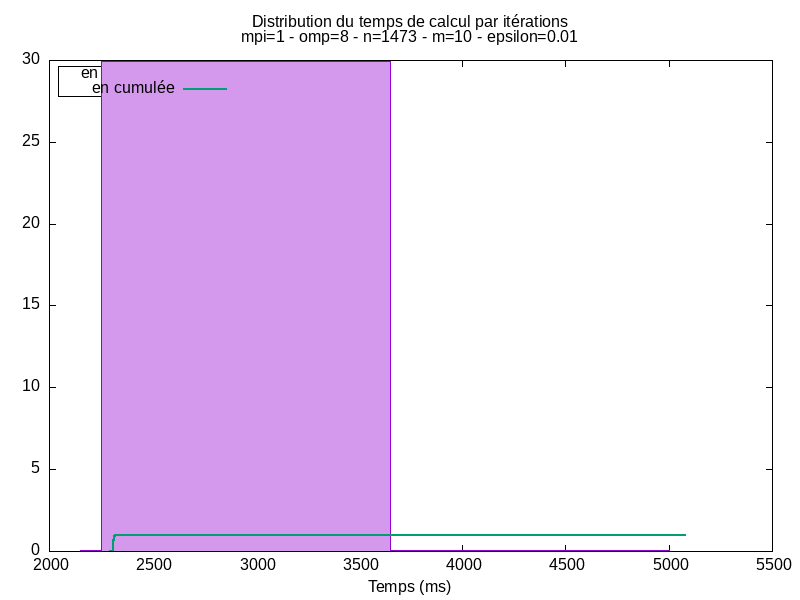 Distribution du temps de calcul par itérations
mpi=1 - omp=8 - n=1473 - m=10 - epsilon=0.01
30
25
20
15
10
5
0
en
en cumulée
2000 2500 3000 3500 4000 4500 5000 5500
Temps (ms)